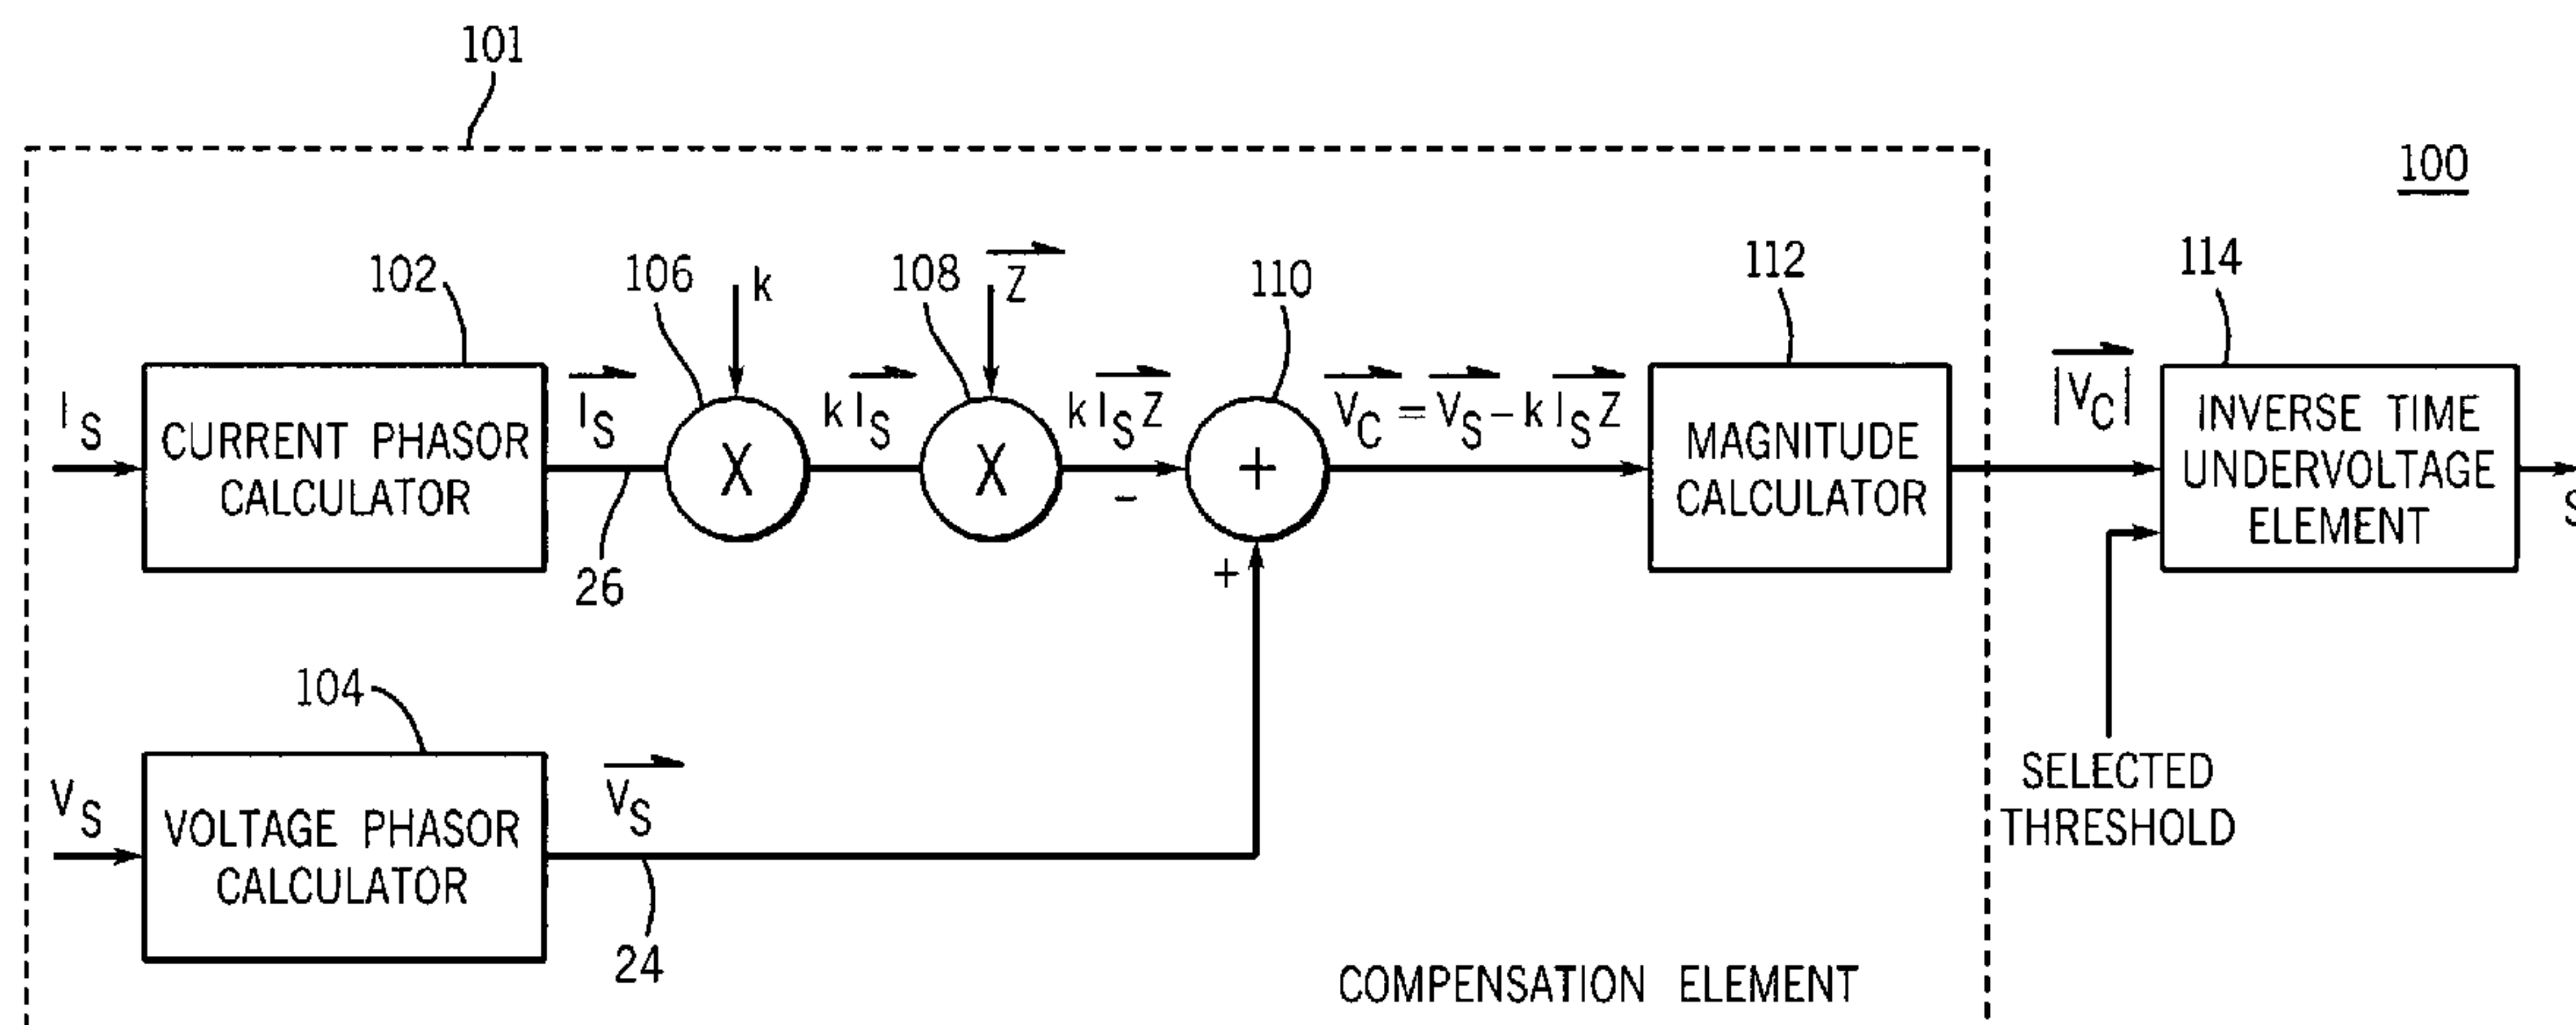 101
100
102
106
k
108
Z
110
112
114
I_S
CURRENT PHASOR
CALCULATOR
I_S
X
k I_S
X
k I_S Z
−
+
V_C = V_S − k I_S Z
MAGNITUDE
CALCULATOR
|V_C|
INVERSE TIME
UNDERVOLTAGE
ELEMENT
S
26
+
104
V_S
VOLTAGE PHASOR
CALCULATOR
V_S
24
SELECTED
THRESHOLD
COMPENSATION ELEMENT